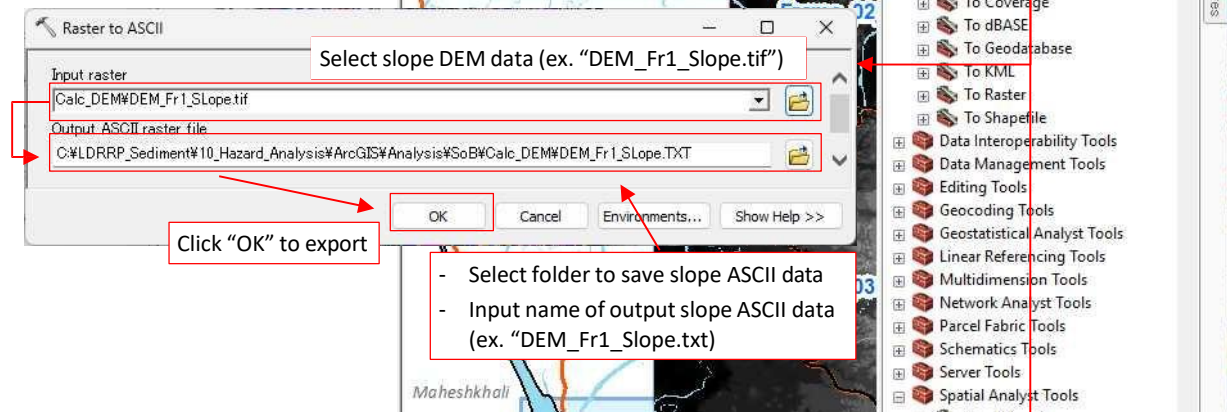 Raster to ASCII
Select slope DEM data (ex. “DEM_Fr1_Slope.tif”)
Input raster
Calc_DEM¥DEM_Fr1_SLope.tif
Output ASCII raster file
C:¥LDRRP_Sediment¥10_Hazard_Analysis¥ArcGIS¥Analysis¥SoB¥Calc_DEM¥DEM_Fr1_SLope.TXT
OK
Cancel
Environments...
Show Help >>
Click “OK” to export
- Select folder to save slope ASCII data
- Input name of output slope ASCII data
(ex. “DEM_Fr1_Slope.txt)
Maheshkhali
02
03
To Coverage
To dBASE
To Geodatabase
To KML
To Raster
To Shapefile
Data Interoperability Tools
Data Management Tools
Editing Tools
Geocoding Tools
Geostatistical Analyst Tools
Linear Referencing Tools
Multidimension Tools
Network Analyst Tools
Parcel Fabric Tools
Schematics Tools
Server Tools
Spatial Analyst Tools
es